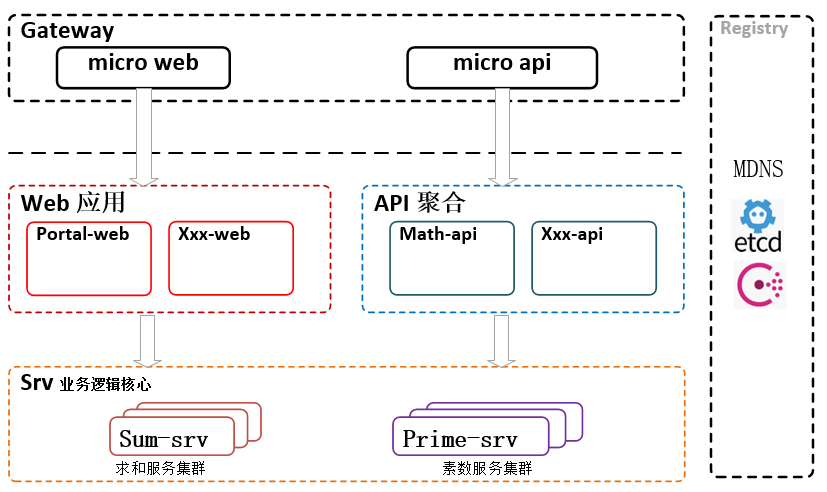 Gateway
micro web
micro api
Web 应用
Portal-web
Xxx-web
API 聚合
Math-api
Xxx-api
Srv 业务逻辑核心
Sum-srv
求和服务集群
Prime-srv
素数服务集群
Registry
MDNS
etcd